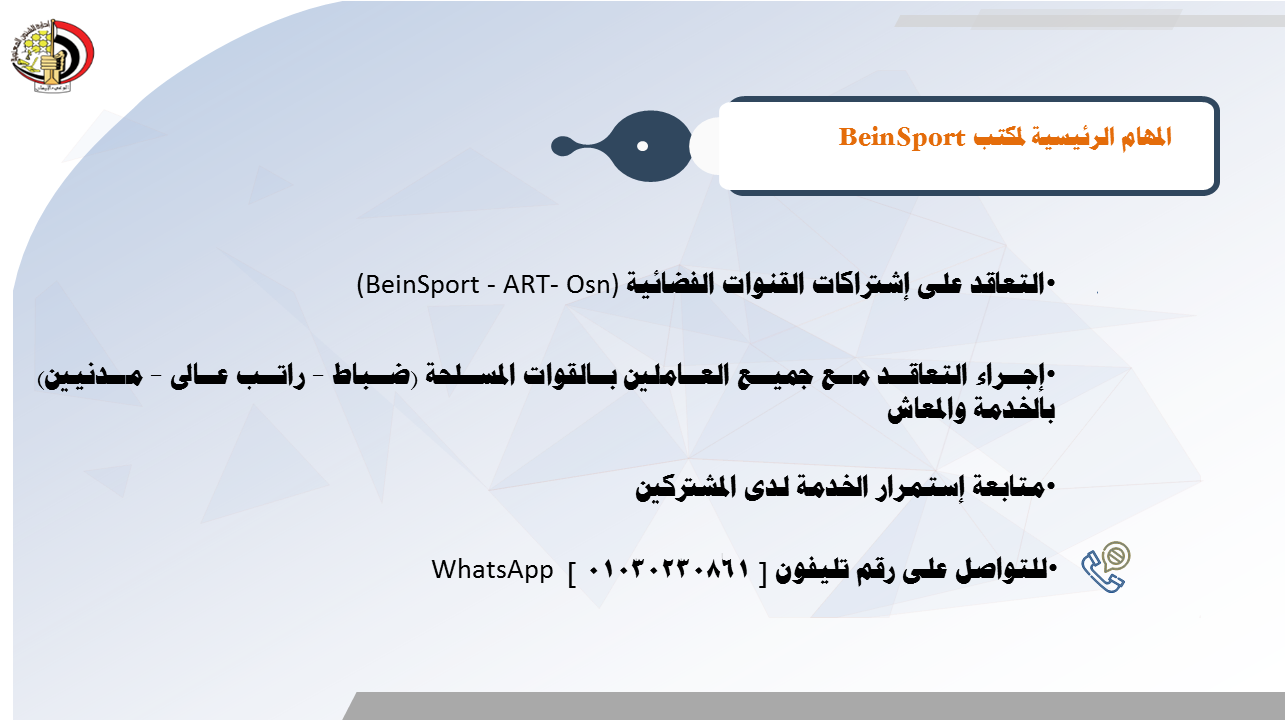 المهام الرئيسية لمكتب BeinSport
•التعاقد على إشتراكات القنوات الفضائية (BeinSport - ART- Osn)
•إجراء التعاقد مع جميع العاملين بالقوات المسلحة (ضباط – راتب عالى – مدنيين)
بالخدمة والمعاش
•متابعة إستمرار الخدمة لدى المشتركين
•للتواصل على رقم تليفون [ ٠١٠٣٠٢٣٠٨٦١ ] WhatsApp